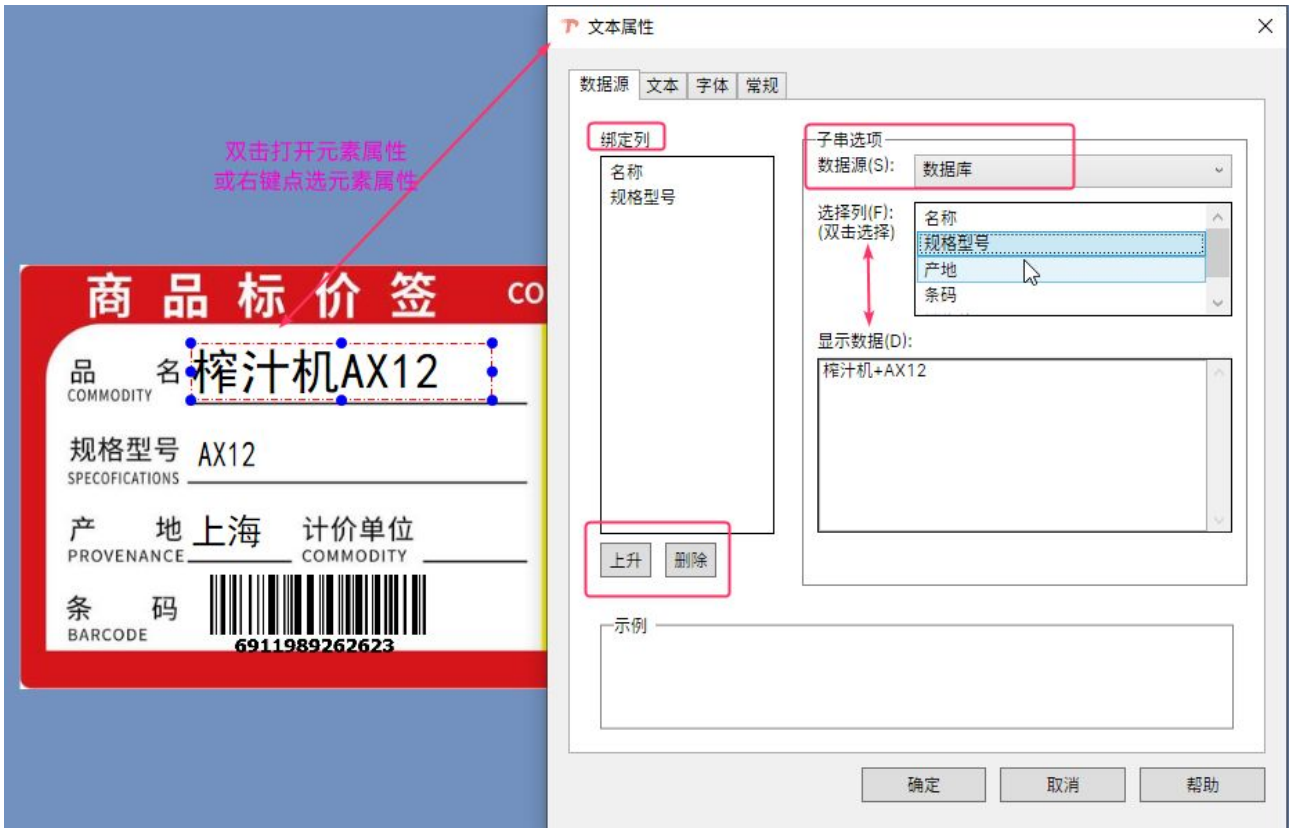 双击打开元素属性
或右键点选元素属性
商品标价签 CO
品名 榨汁机AX12
COMMODITY
规格型号 AX12
SPECOFICATIONS
产地 上海 计价单位
PROVENANCE COMMODITY
条码
BARCODE
6911989262623
文本属性
数据源 文本 字体 常规
绑定列
名称
规格型号
上升 删除
子串选项
数据源(S): 数据库
选择列(F):
(双击选择)
名称
规格型号
产地
条码
显示数据(D):
榨汁机+AX12
示例
确定 取消 帮助